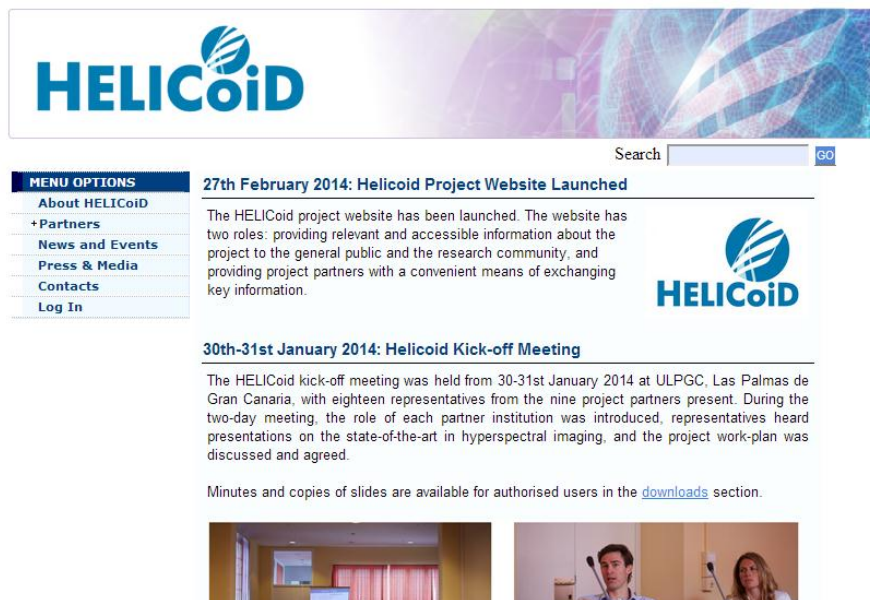 HELICoiD
Search
GO
MENU OPTIONS
About HELICoiD
+Partners
News and Events
Press & Media
Contacts
Log In
27th February 2014: Helicoid Project Website Launched
The HELICoid project website has been launched. The website has
two roles: providing relevant and accessible information about the
project to the general public and the research community, and
providing project partners with a convenient means of exchanging
key information.
HELICoiD
30th-31st January 2014: Helicoid Kick-off Meeting
The HELICoid kick-off meeting was held from 30-31st January 2014 at ULPGC, Las Palmas de
Gran Canaria, with eighteen representatives from the nine project partners present. During the
two-day meeting, the role of each partner institution was introduced, representatives heard
presentations on the state-of-the-art in hyperspectral imaging, and the project work-plan was
discussed and agreed.
Minutes and copies of slides are available for authorised users in the downloads section.